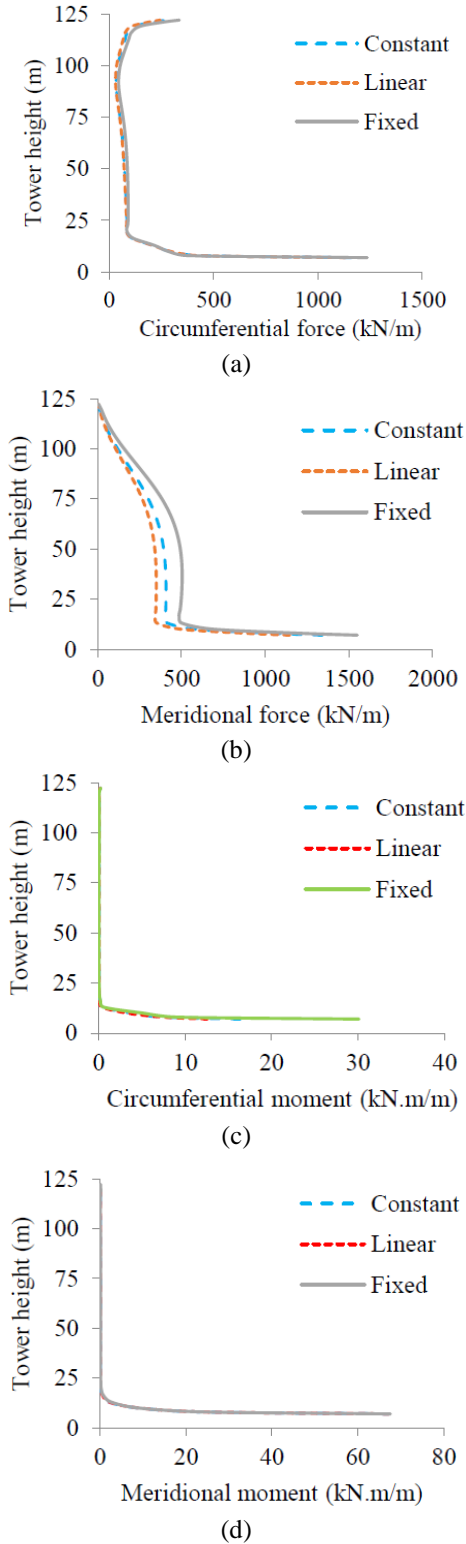 Tower height (m)
125
100
75
50
25
0
0
500
1000
1500
Constant
Linear
Fixed
Circumferential force (kN/m)
(a)
Tower height (m)
125
100
75
50
25
0
0
500
1000
1500
2000
Constant
Linear
Fixed
Meridional force (kN/m)
(b)
Tower height (m)
125
100
75
50
25
0
0
10
20
30
40
Constant
Linear
Fixed
Circumferential moment (kN.m/m)
(c)
Tower height (m)
125
100
75
50
25
0
0
20
40
60
80
Constant
Linear
Fixed
Meridional moment (kN.m/m)
(d)